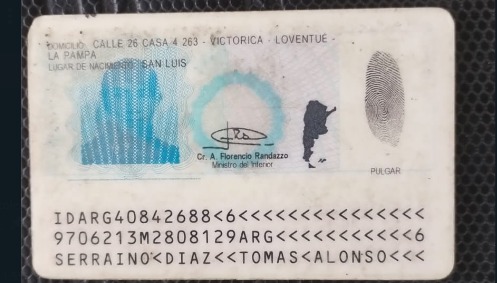 DOMICILIO: CALLE 26 CASA 4 263 - VICTORICA - LOVENTUE -
LA PAMPA
LUGAR DE NACIMIENTO: SAN LUIS
Cr. A. Florencio Randazzo
Ministro del Interior
PULGAR
IDARG40842688<6<<<<<<<<<<<<<<<
9706213M2808129ARG<<<<<<<<<<<6
SERRAINO<DIAZ<<TOMAS<ALONSO<<<